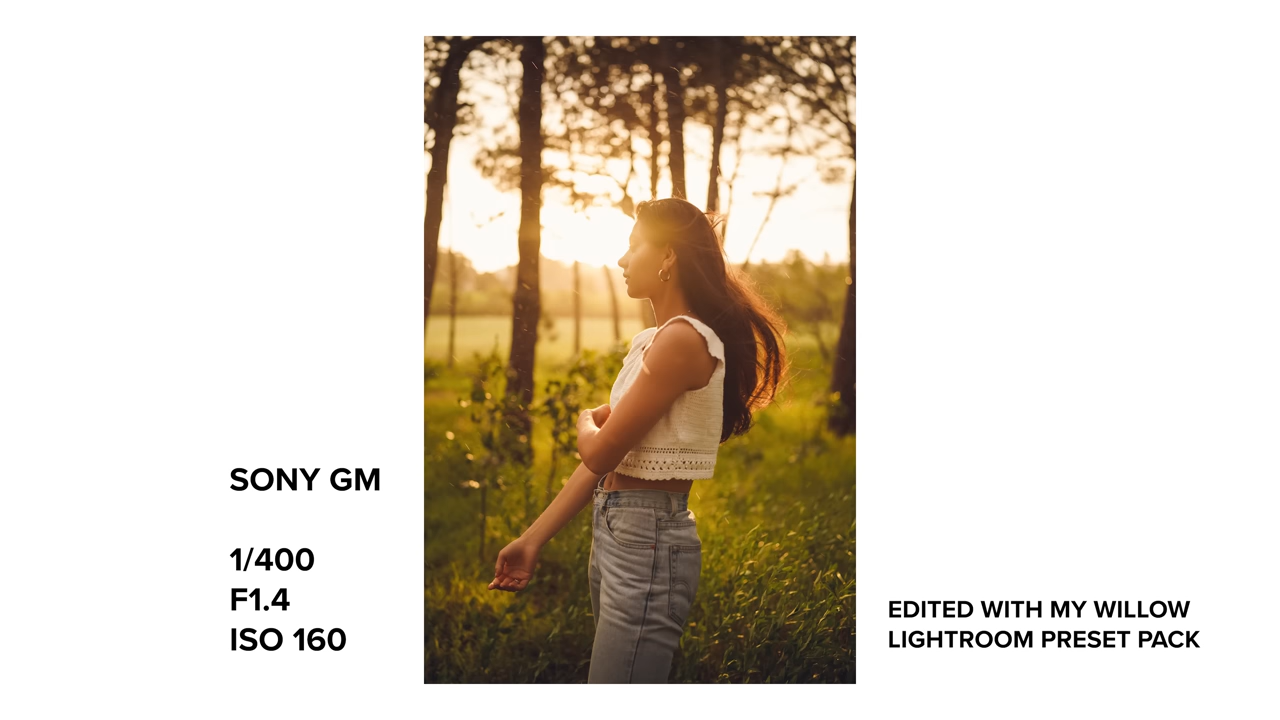 SONY GM
1/400
F1.4
ISO 160
EDITED WITH MY WILLOW
LIGHTROOM PRESET PACK